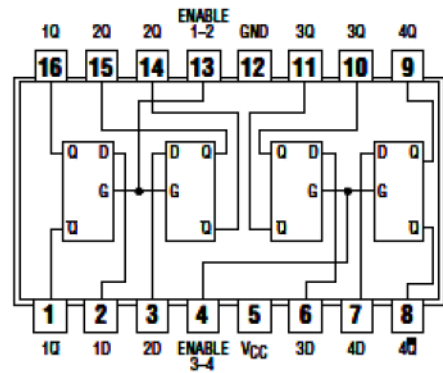 ENABLE
1Q 2Q 2Q 1–2 GND 3Q 3Q 4Q
16 15 14 13 12 11 10 9
Q D D Q Q D D Q
G G G G
Q̅ Q̅ Q̅ Q̅
1 2 3 4 5 6 7 8
1Q̅ 1D 2D ENABLE VCC 3D 4D
3–4